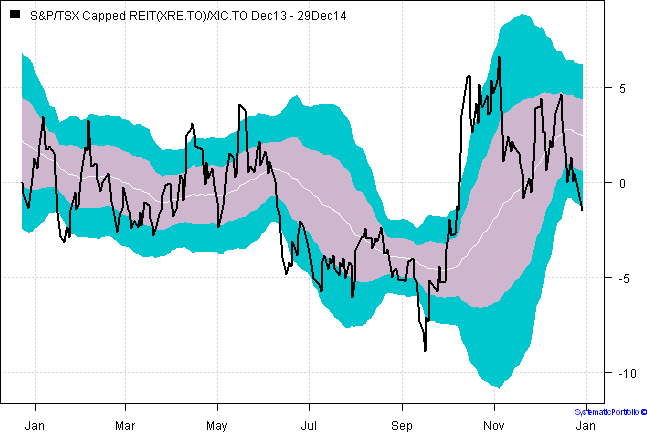 S&P/TSX Capped REIT(XRE.TO)/XIC.TO Dec13 - 29Dec14
5
0
-5
-10
SystematicPortfolio ©
Jan Mar May Jul Sep Nov Jan